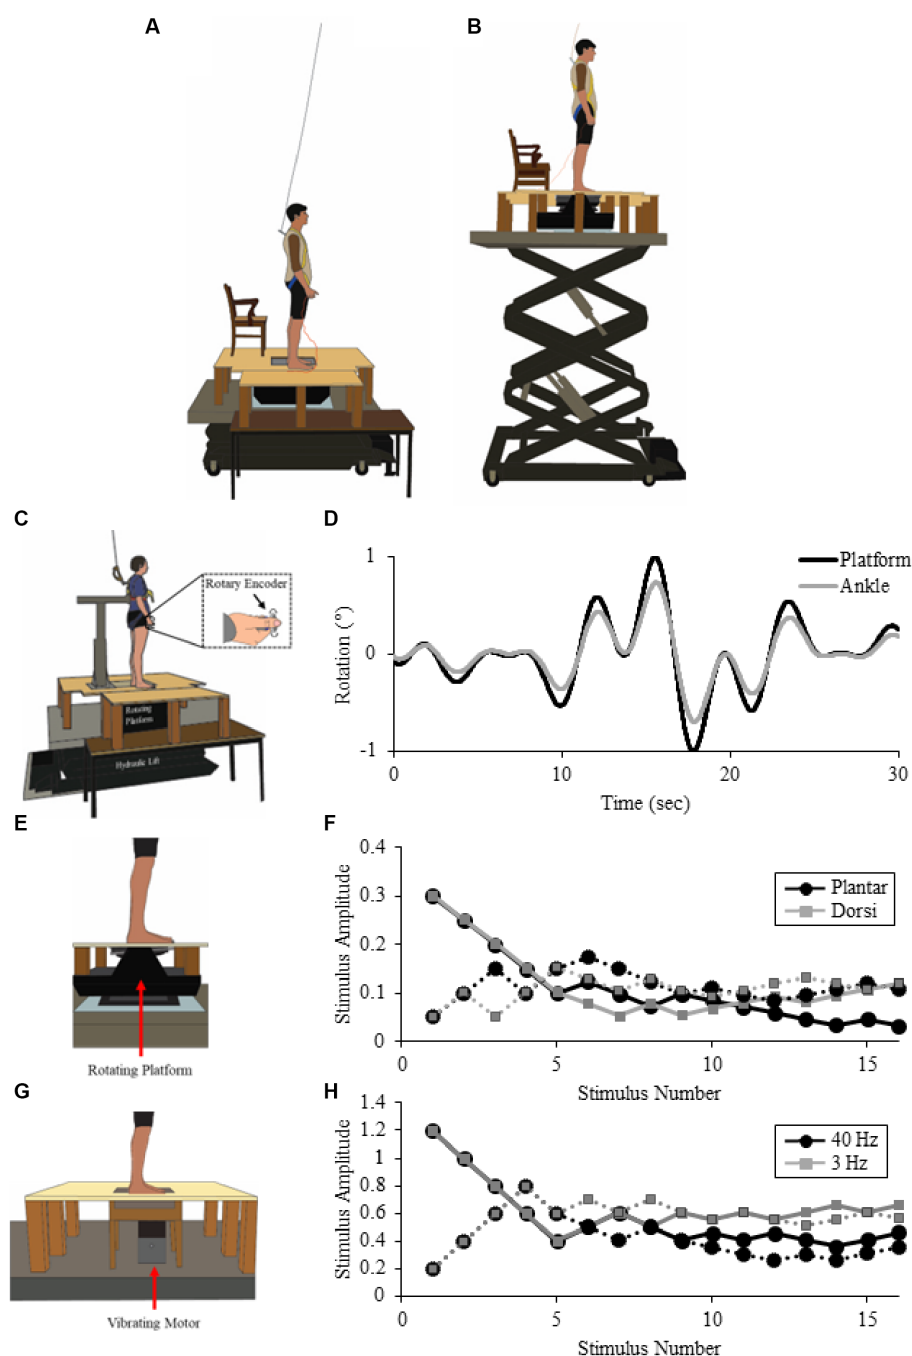 A
B
C
Rotary Encoder
Rotating
Platform
Hydraulic Lift
D
Platform
Ankle
1
0
-1
Rotation (°)
0
10
20
30
Time (sec)
E
Rotating Platform
F
Plantar
Dorsi
0.4
0.3
0.2
0.1
0
Stimulus Amplitude
0
5
10
15
Stimulus Number
G
Vibrating Motor
H
40 Hz
3 Hz
1.4
1.2
1
0.8
0.6
0.4
0.2
0
Stimulus Amplitude
0
5
10
15
Stimulus Number